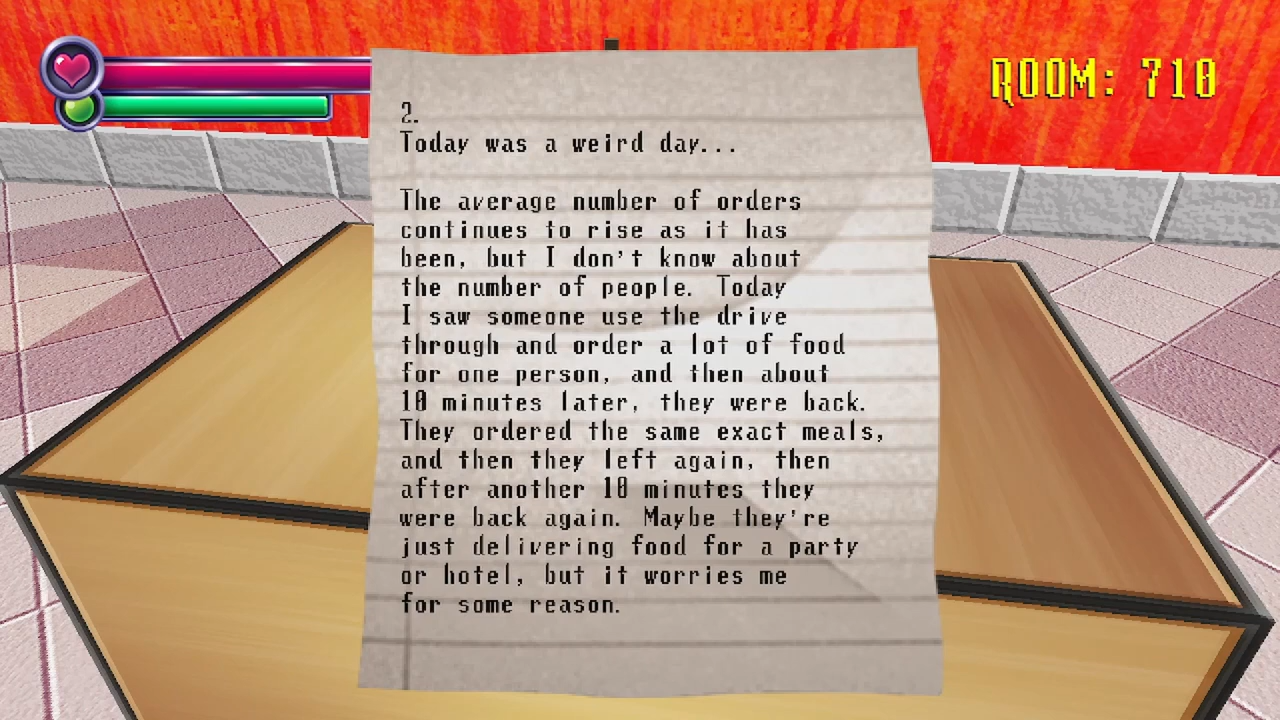 ROOM: 710
2.
Today was a weird day...
The average number of orders
continues to rise as it has
been, but I don't know about
the number of people. Today
I saw someone use the drive
through and order a lot of food
for one person, and then about
10 minutes later, they were back.
They ordered the same exact meals,
and then they left again, then
after another 10 minutes they
were back again. Maybe they're
just delivering food for a party
or hotel, but it worries me
for some reason.